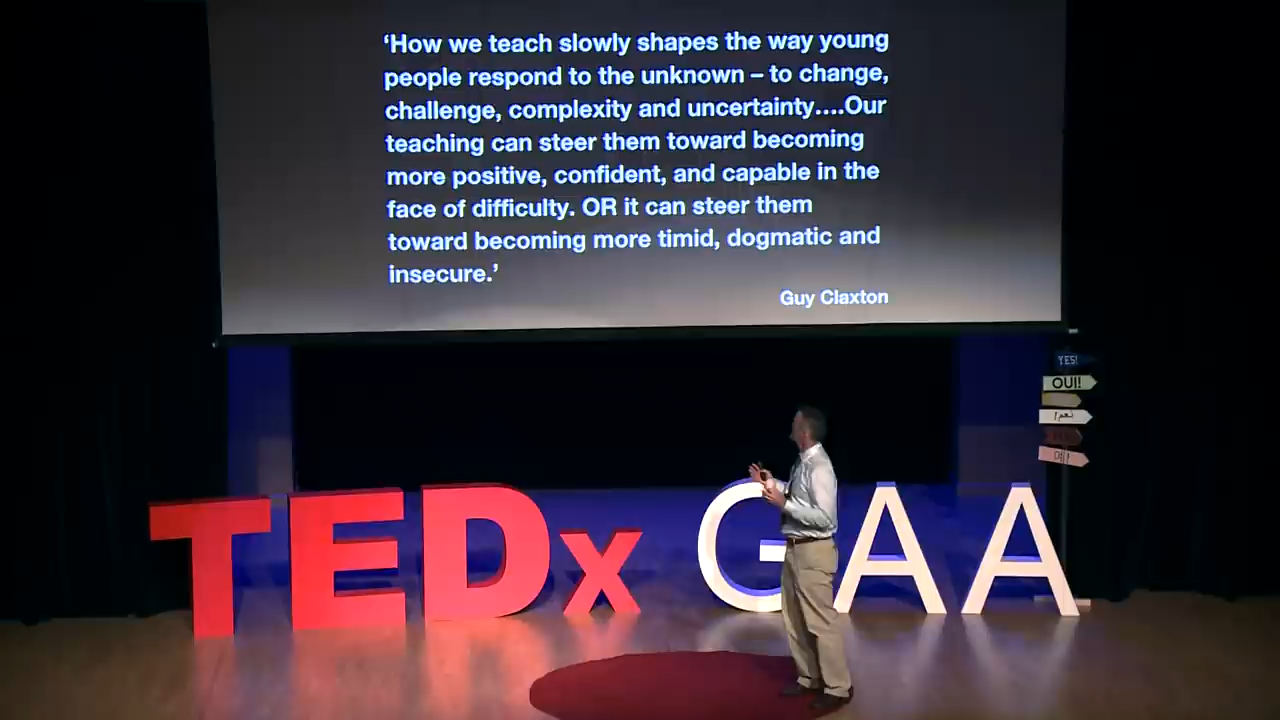 ‘How we teach slowly shapes the way young
people respond to the unknown – to change,
challenge, complexity and uncertainty….Our
teaching can steer them toward becoming
more positive, confident, and capable in the
face of difficulty. OR it can steer them
toward becoming more timid, dogmatic and
insecure.’
Guy Claxton
YES!
OUI!
نعم!
TEDx GAA